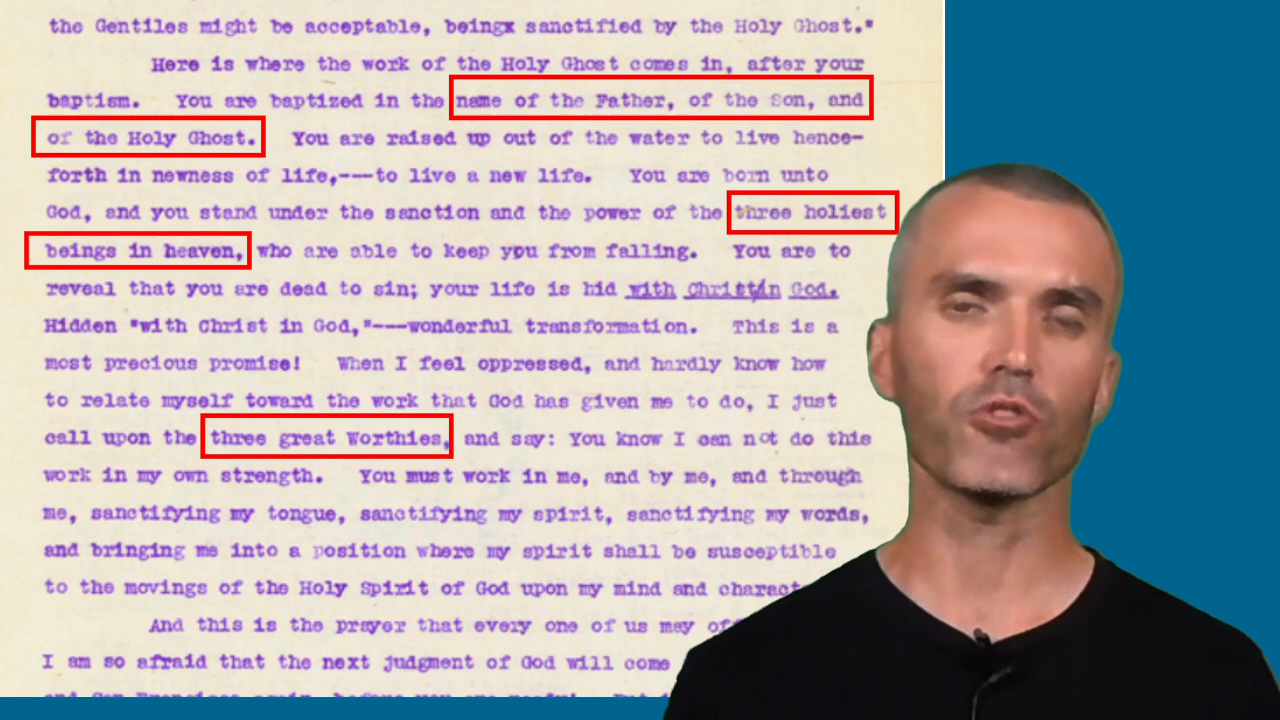 the Gentiles might be acceptable, beingx sanctified by the Holy Ghost."
Here is where the work of the Holy Ghost comes in, after your
baptism. You are baptized in the name of the Father, of the Son, and
of the Holy Ghost. You are raised up out of the water to live hence-
forth in newness of life,---to live a new life. You are born unto
God, and you stand under the sanction and the power of the three holiest
beings in heaven, who are able to keep you from falling. You are to
reveal that you are dead to sin; your life is hid with Christ/in God.
Hidden "with Christ in God,"---wonderful transformation. This is a
most precious promise! When I feel oppressed, and hardly know how
to relate myself toward the work that God has given me to do, I just
call upon the three great Worthies, and say: You know I can not do this
work in my own strength. You must work in me, and by me, and through
me, sanctifying my tongue, sanctifying my spirit, sanctifying my words,
and bringing me into a position where my spirit shall be susceptible
to the movings of the Holy Spirit of God upon my mind and charact
And this is the prayer that every one of us may of
I am so afraid that the next judgment of God will come